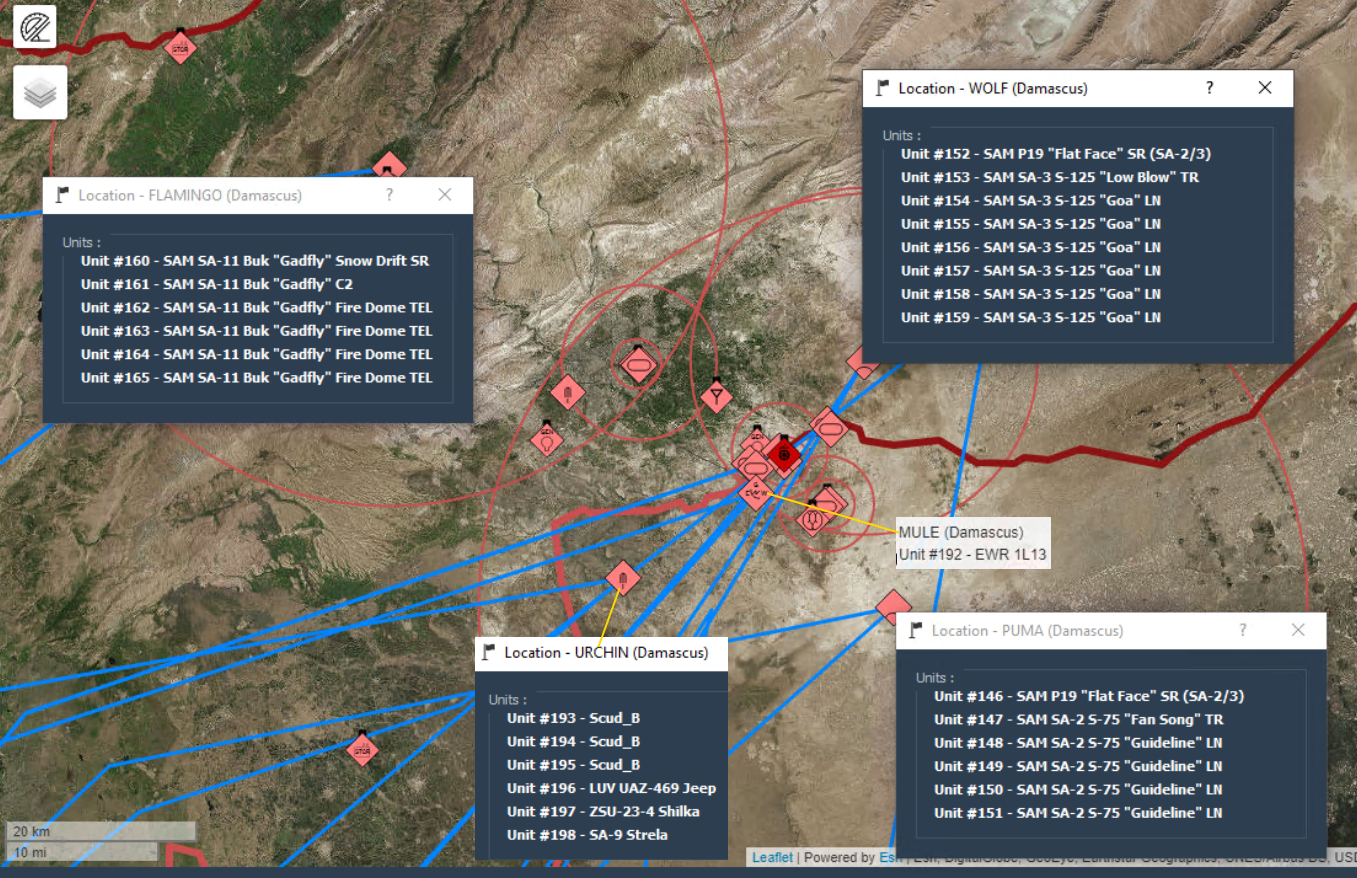 STOR
Location - WOLF (Damascus)
?
Units :
Unit #152 - SAM P19 "Flat Face" SR (SA-2/3)
Unit #153 - SAM SA-3 S-125 "Low Blow" TR
Unit #154 - SAM SA-3 S-125 "Goa" LN
Unit #155 - SAM SA-3 S-125 "Goa" LN
Unit #156 - SAM SA-3 S-125 "Goa" LN
Unit #157 - SAM SA-3 S-125 "Goa" LN
Unit #158 - SAM SA-3 S-125 "Goa" LN
Unit #159 - SAM SA-3 S-125 "Goa" LN
Location - FLAMINGO (Damascus)
?
Units :
Unit #160 - SAM SA-11 Buk "Gadfly" Snow Drift SR
Unit #161 - SAM SA-11 Buk "Gadfly" C2
Unit #162 - SAM SA-11 Buk "Gadfly" Fire Dome TEL
Unit #163 - SAM SA-11 Buk "Gadfly" Fire Dome TEL
Unit #164 - SAM SA-11 Buk "Gadfly" Fire Dome TEL
Unit #165 - SAM SA-11 Buk "Gadfly" Fire Dome TEL
GEN
GEN
MULE (Damascus)
Unit #192 - EWR 1L13
Location - URCHIN (Damascus)
Units :
Unit #193 - Scud_B
Unit #194 - Scud_B
Unit #195 - Scud_B
Unit #196 - LUV UAZ-469 Jeep
Unit #197 - ZSU-23-4 Shilka
Unit #198 - SA-9 Strela
Location - PUMA (Damascus)
?
Units :
Unit #146 - SAM P19 "Flat Face" SR (SA-2/3)
Unit #147 - SAM SA-2 S-75 "Fan Song" TR
Unit #148 - SAM SA-2 S-75 "Guideline" LN
Unit #149 - SAM SA-2 S-75 "Guideline" LN
Unit #150 - SAM SA-2 S-75 "Guideline" LN
Unit #151 - SAM SA-2 S-75 "Guideline" LN
STOR
20 km
10 mi
Leaflet | Powered by Esri